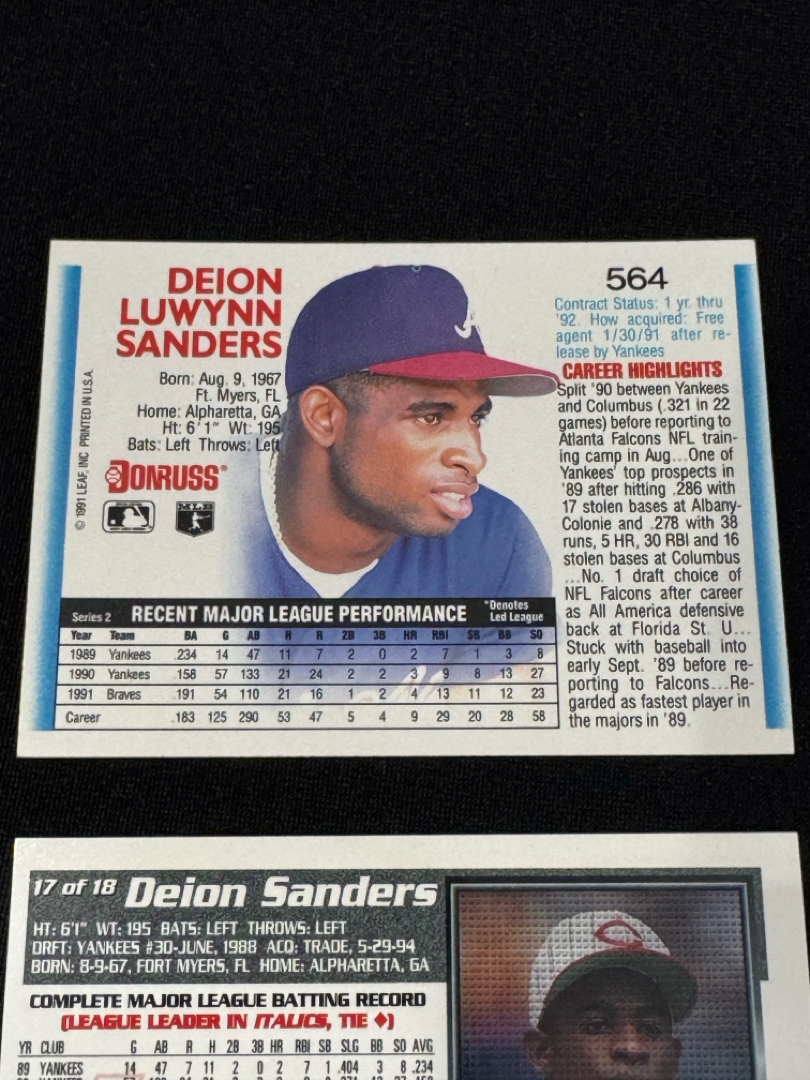 DEION
LUWYNN
SANDERS
Born: Aug. 9, 1967
Ft. Myers, FL
Home: Alpharetta, GA
Ht: 6'1" Wt: 195
Bats: Left Throws: Left
© 1991 LEAF, INC. PRINTED IN U.S.A.
DONRUSS®
MLB
A
564
Contract Status: 1 yr. thru
'92. How acquired: Free
agent 1/30/91 after re-
lease by Yankees
CAREER HIGHLIGHTS
Split '90 between Yankees
and Columbus (.321 in 22
games) before reporting to
Atlanta Falcons NFL train-
ing camp in Aug...One of
Yankees' top prospects in
'89 after hitting .286 with
17 stolen bases at Albany-
Colonie and .278 with 38
runs, 5 HR, 30 RBI and 16
stolen bases at Columbus
...No. 1 draft choice of
NFL Falcons after career
as All America defensive
back at Florida St. U...
Stuck with baseball into
early Sept. '89 before re-
porting to Falcons...Re-
garded as fastest player in
the majors in '89.
Series 2 RECENT MAJOR LEAGUE PERFORMANCE *Denotes
Led League
Year Team BA G AB H R 2B 3B HR RBI SB BB SO
1989 Yankees .234 14 47 11 7 2 0 2 7 1 3 8
1990 Yankees .158 57 133 21 24 2 2 3 9 8 13 27
1991 Braves .191 54 110 21 16 1 2 4 13 11 12 23
Career .183 125 290 53 47 5 4 9 29 20 28 58
17 of 18 Deion Sanders
HT: 6'1" WT: 195 BATS: LEFT THROWS: LEFT
DRFT: YANKEES #30-JUNE, 1988 ACQ: TRADE, 5-29-94
BORN: 8-9-67, FORT MYERS, FL HOME: ALPHARETTA, GA
C
COMPLETE MAJOR LEAGUE BATTING RECORD
(LEAGUE LEADER IN ITALICS, TIE ♦)
YR CLUB G AB R H 2B 3B HR RBI SB SLG BB SO AVG
89 YANKEES 14 47 7 11 2 0 2 7 1 .404 3 8 .234